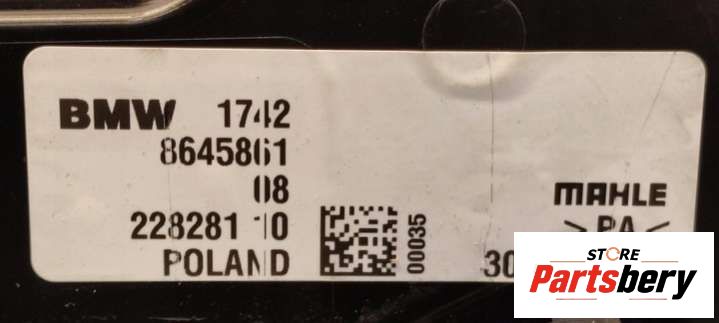 BMW 1742
8645861
08
228281 10
POLAND
00035
MAHLE
>PA<
30
STORE
Partsbery